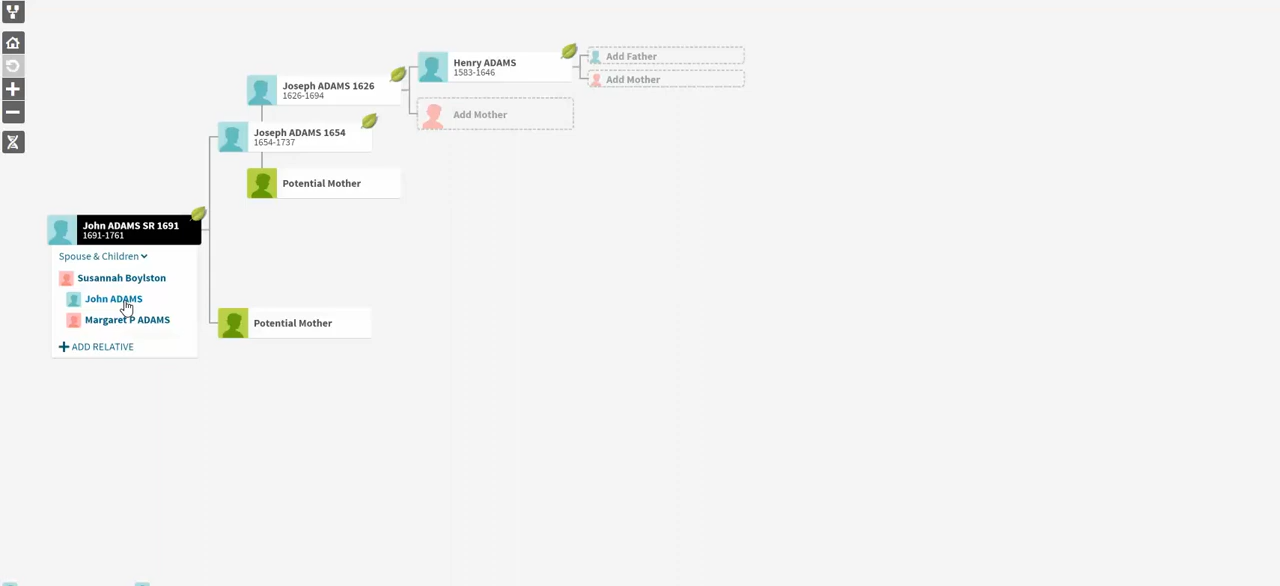 Henry ADAMS
1583-1646
Add Father
Add Mother
Joseph ADAMS 1626
1626-1694
Add Mother
Joseph ADAMS 1654
1654-1737
Potential Mother
John ADAMS SR 1691
1691-1761
Spouse & Children
Susannah Boylston
John ADAMS
Margaret P ADAMS
ADD RELATIVE
Potential Mother